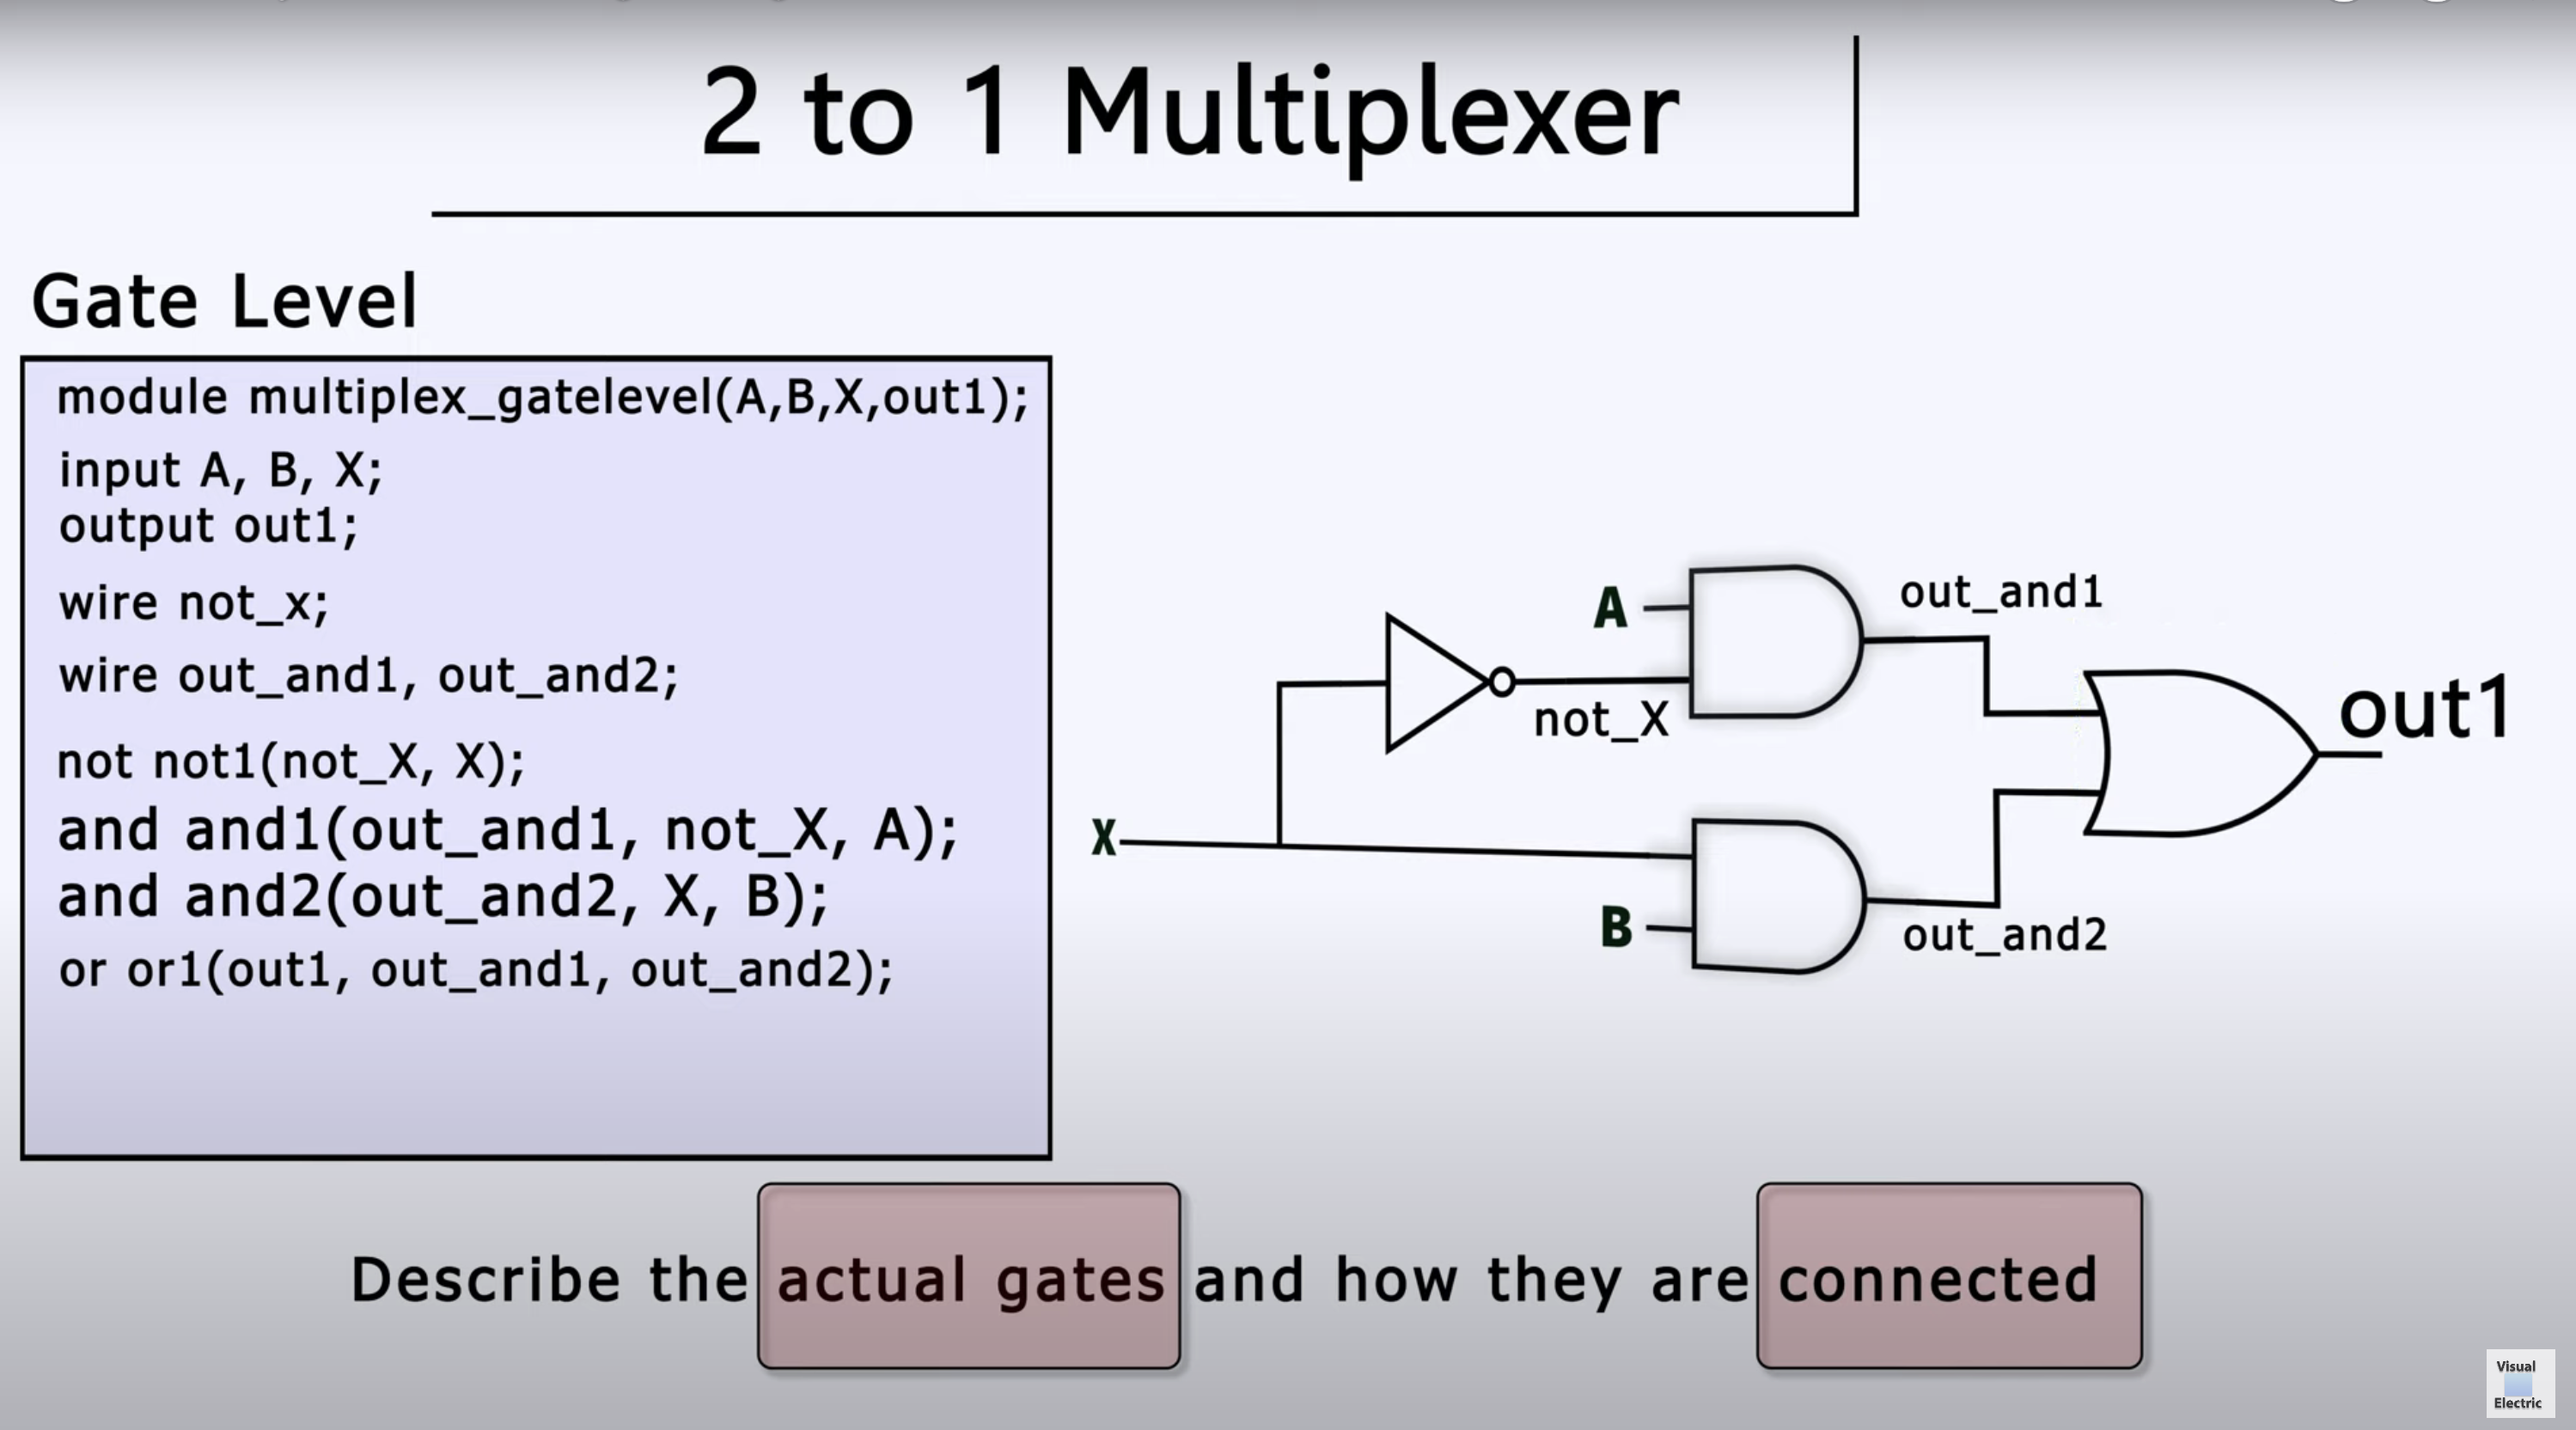 2 to 1 Multiplexer
Gate Level
module multiplex_gatelevel(A,B,X,out1);
input A, B, X;
output out1;
wire not_x;
wire out_and1, out_and2;
not not1(not_X, X);
and and1(out_and1, not_X, A);
and and2(out_and2, X, B);
or or1(out1, out_and1, out_and2);
A
out_and1
not_X
out1
X
B
out_and2
Describe the actual gates and how they are connected
Visual
Electric